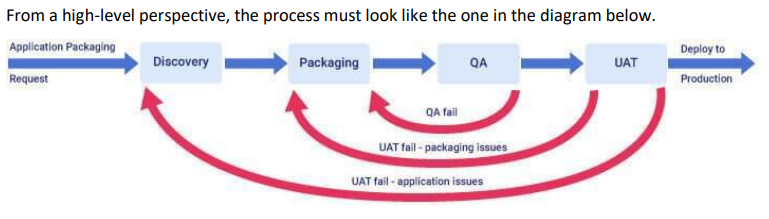 From a high-level perspective, the process must look like the one in the diagram below.
Application Packaging
Request
Discovery
Packaging
QA
UAT
Deploy to
Production
QA fail
UAT fail - packaging issues
UAT fail - application issues